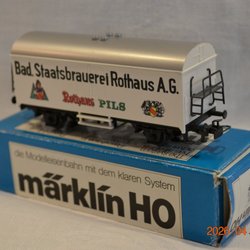 Bad. Staatsbrauerei Rothaus A.G.
Rothaus PILS
die Modelleisenbahn mit dem klaren System
märklin HO